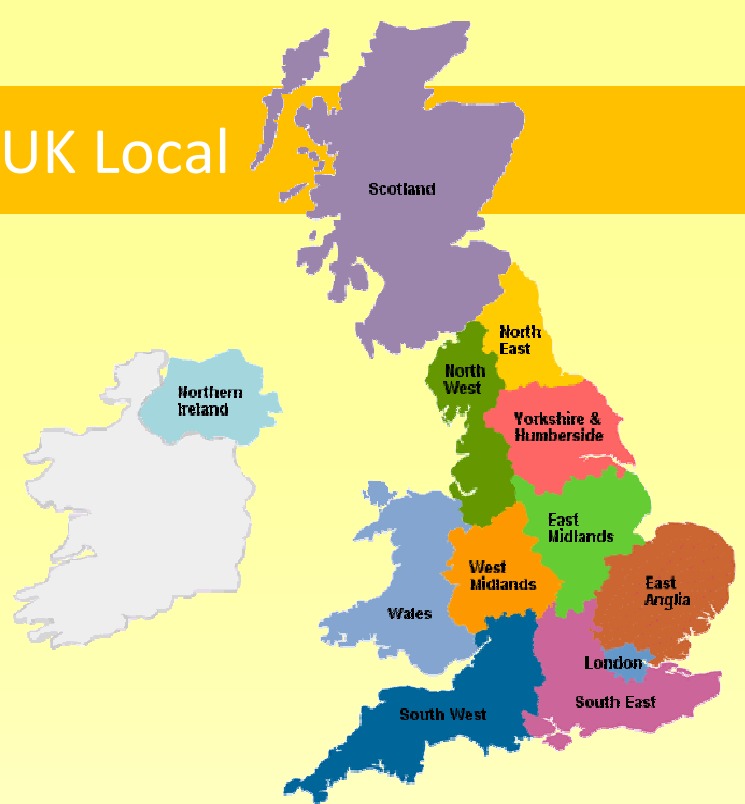 UK Local
Scotland
North
East
North
West
Northern
Ireland
Yorkshire &
Humberside
East
Midlands
West
Midlands
East
Anglia
Wales
London
South East
South West